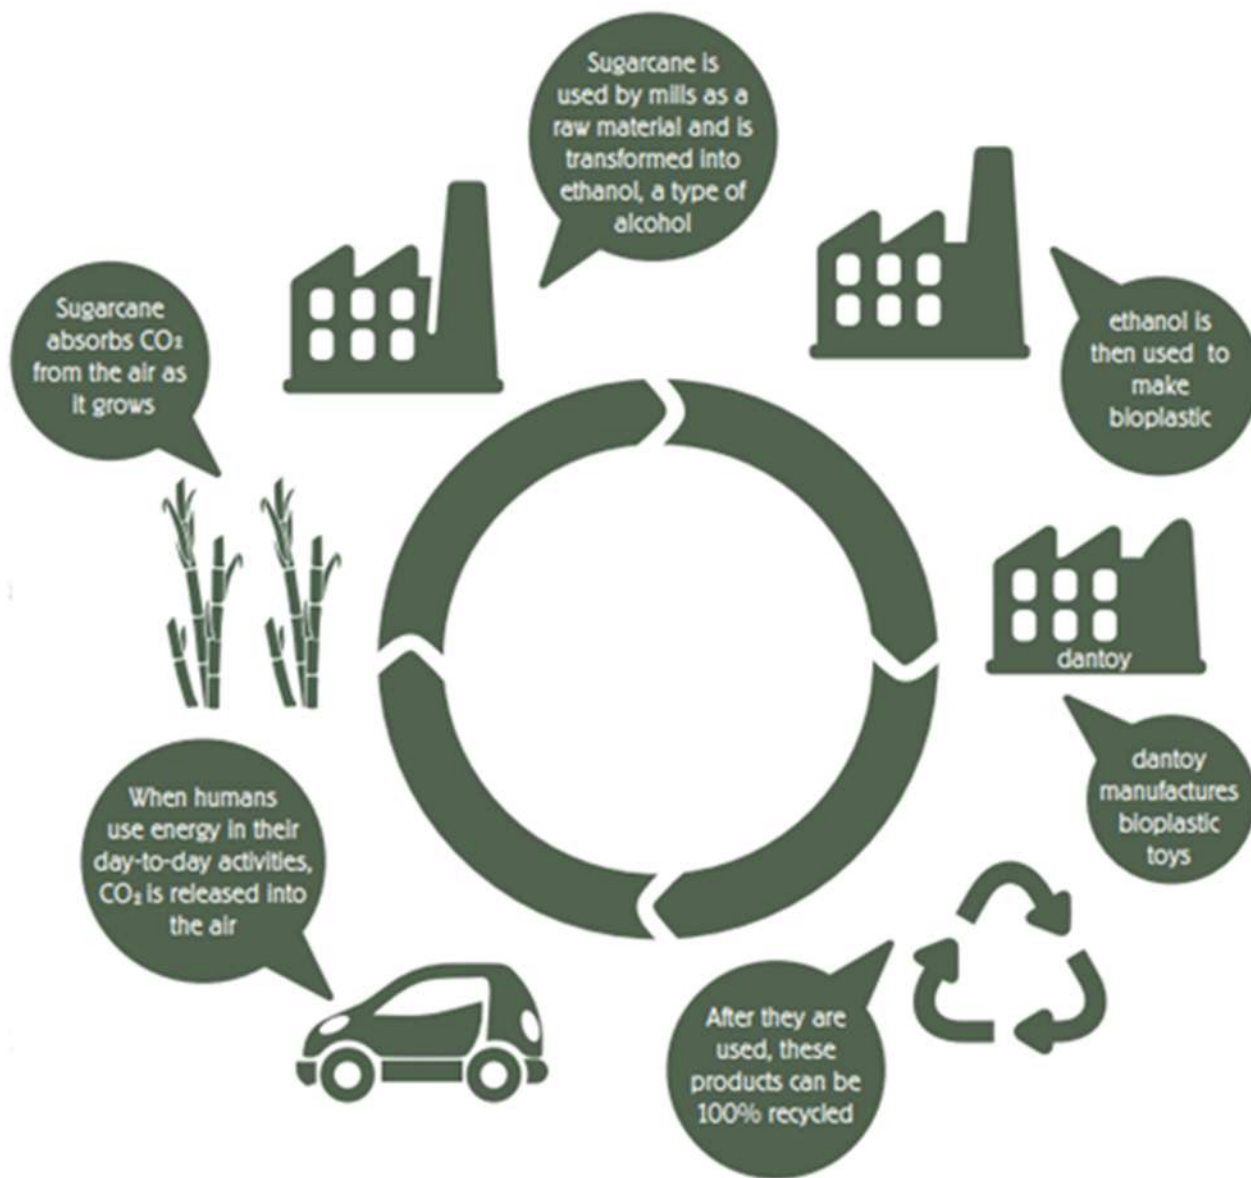 Sugarcane is
used by mills as a
raw material and is
transformed into
ethanol, a type of
alcohol
ethanol is
then used to
make
bioplastic
dantoy
dantoy
manufactures
bioplastic
toys
After they are
used, these
products can be
100% recycled
When humans
use energy in their
day-to-day activities,
CO₂ is released into
the air
Sugarcane
absorbs CO₂
from the air as
it grows